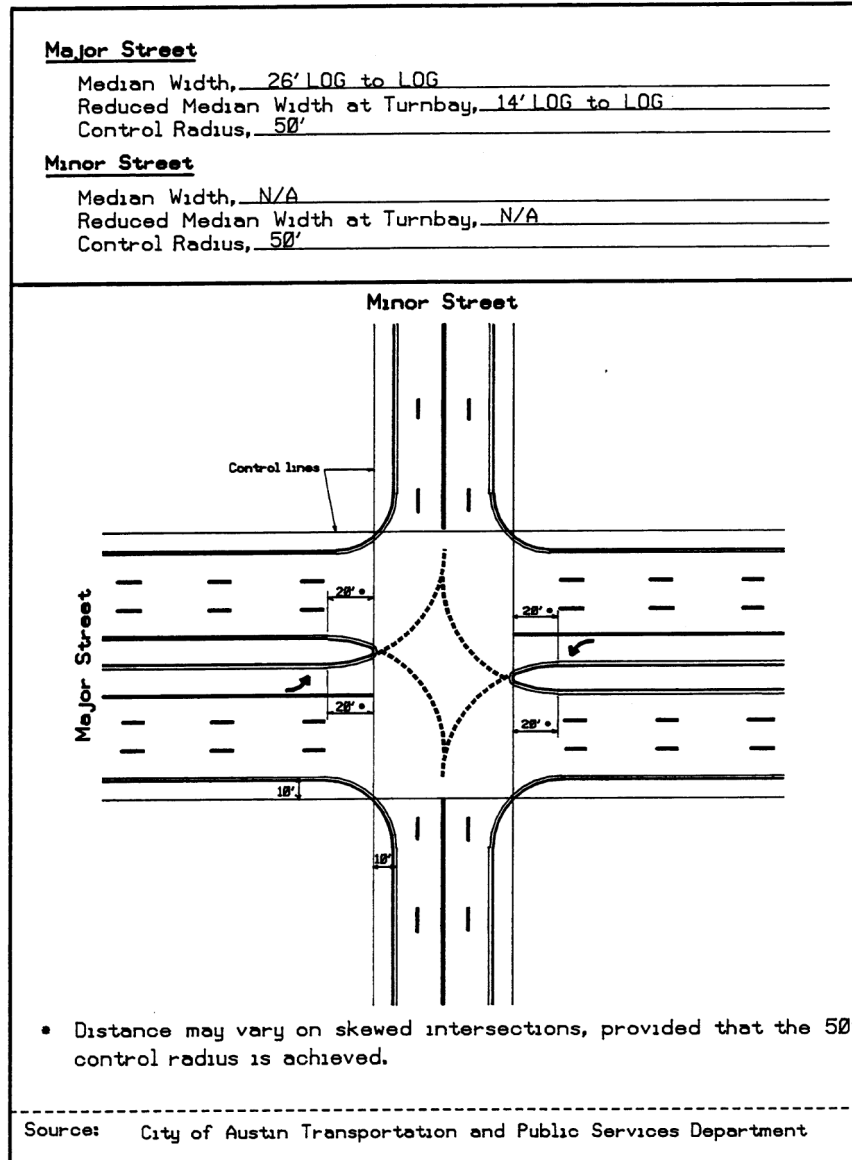 Major Street
Median Width, 26' LOG to LOG
Reduced Median Width at Turnbay, 14' LOG to LOG
Control Radius, 50'
Minor Street
Median Width, N/A
Reduced Median Width at Turnbay, N/A
Control Radius, 50'
Minor Street
Control lines
20' •
20' •
Major Street
20' •
20' •
10'
10'
• Distance may vary on skewed intersections, provided that the 50
control radius is achieved.
Source: City of Austin Transportation and Public Services Department